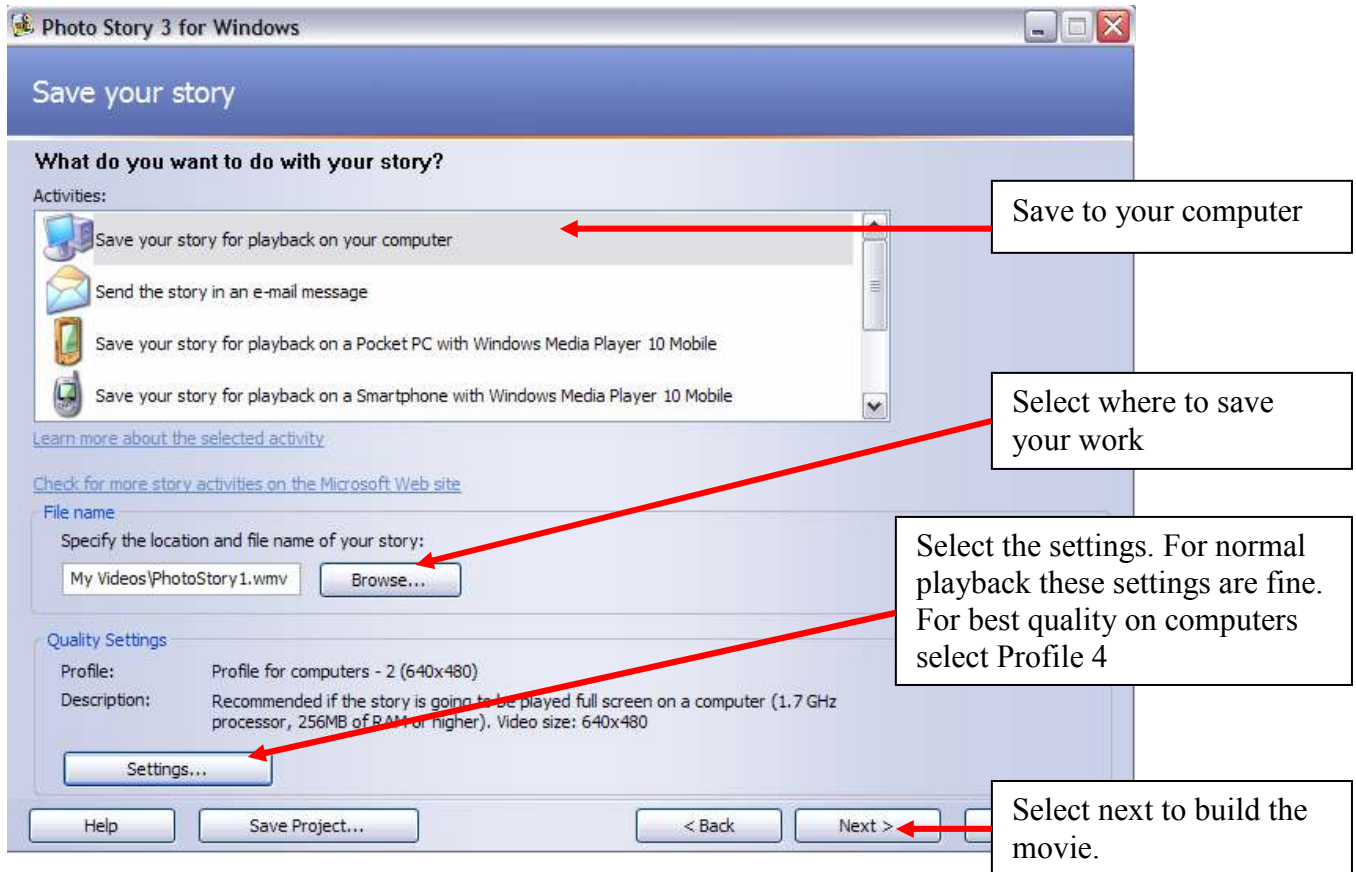 Photo Story 3 for Windows
Save your story
What do you want to do with your story?
Activities:
Save your story for playback on your computer
Send the story in an e-mail message
Save your story for playback on a Pocket PC with Windows Media Player 10 Mobile
Save your story for playback on a Smartphone with Windows Media Player 10 Mobile
Learn more about the selected activity
Check for more story activities on the Microsoft Web site
File name
Specify the location and file name of your story:
My Videos\PhotoStory1.wmv
Browse...
Quality Settings
Profile: Profile for computers - 2 (640x480)
Description: Recommended if the story is going to be played full screen on a computer (1.7 GHz
processor, 256MB of RAM or higher). Video size: 640x480
Settings...
Help
Save Project...
< Back
Next >
Save to your computer
Select where to save
your work
Select the settings. For normal
playback these settings are fine.
For best quality on computers
select Profile 4
Select next to build the
movie.